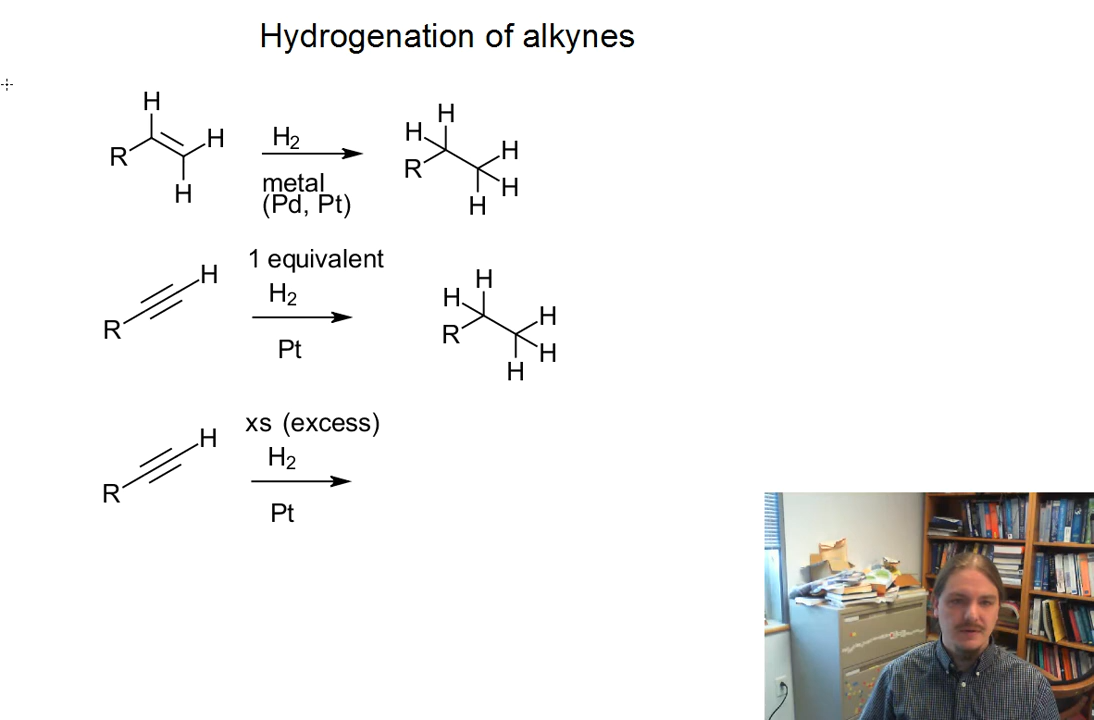 Hydrogenation of alkynes
H
H
R
H
H₂
metal
(Pd, Pt)
H
H
H
R
H
H
1 equivalent
H
H₂
R
Pt
H
H
H
R
H
H
xs (excess)
H
H₂
R
Pt